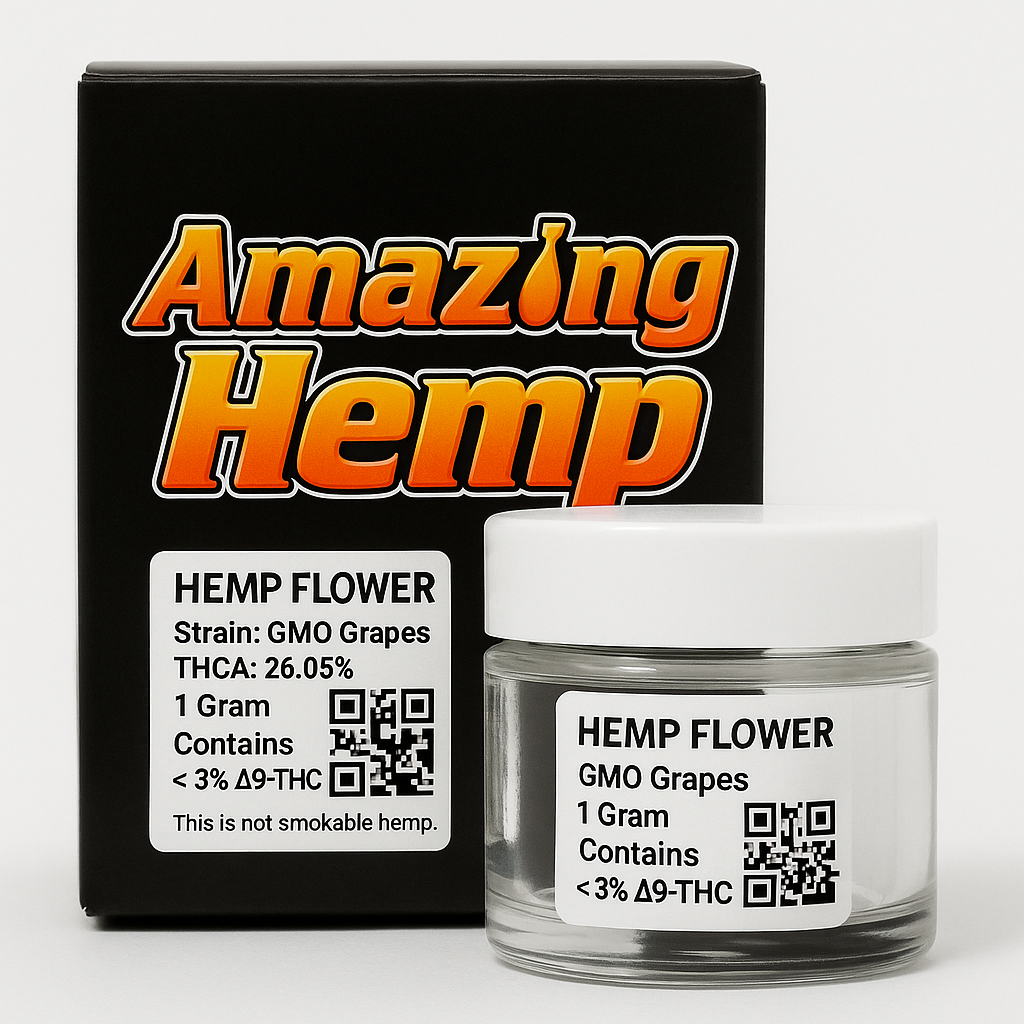 Amazing
Hemp
HEMP FLOWER
Strain: GMO Grapes
THCA: 26.05%
1 Gram
Contains
< 3% Δ9-THC
This is not smokable hemp.
HEMP FLOWER
GMO Grapes
1 Gram
Contains
< 3% Δ9-THC